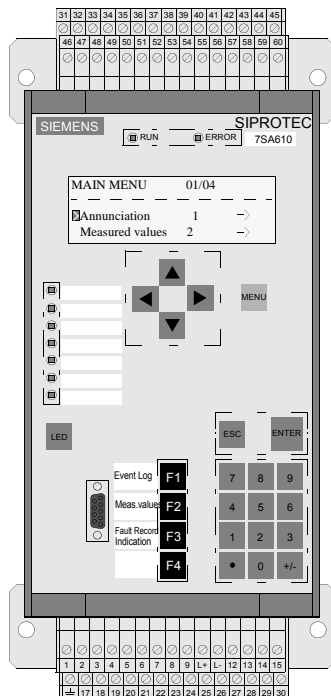 31 32 33 34 35 36 37 38 39 40 41 42 43 44 45
46 47 48 49 50 51 52 53 54 55 56 57 58 59 60
SIEMENS SIPROTEC
RUN ERROR 7SA610
MAIN MENU 01/04
Annunciation 1 ->
Measured values 2 ->
MENU
LED ESC ENTER
Event Log F1 7 8 9
Meas.values F2 4 5 6
Fault Record
Indication F3 1 2 3
F4 • 0 +/-
1 2 3 4 5 6 7 8 9 L+ L- 12 13 14 15
17 18 19 20 21 22 23 24 25 26 27 28 29 30